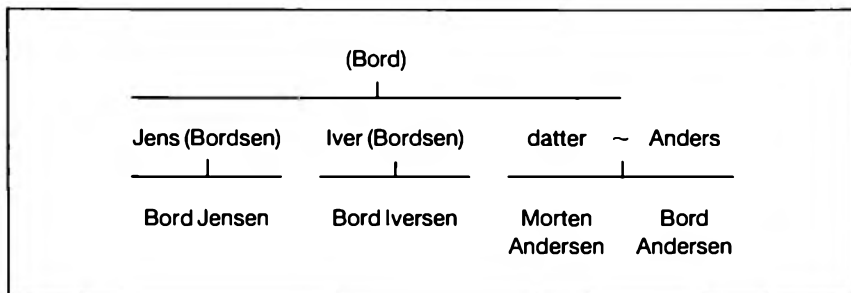 (Bord)
Jens (Bordsen) Iver (Bordsen) datter ~ Anders
Bord Jensen Bord Iversen Morten Bord
Andersen Andersen